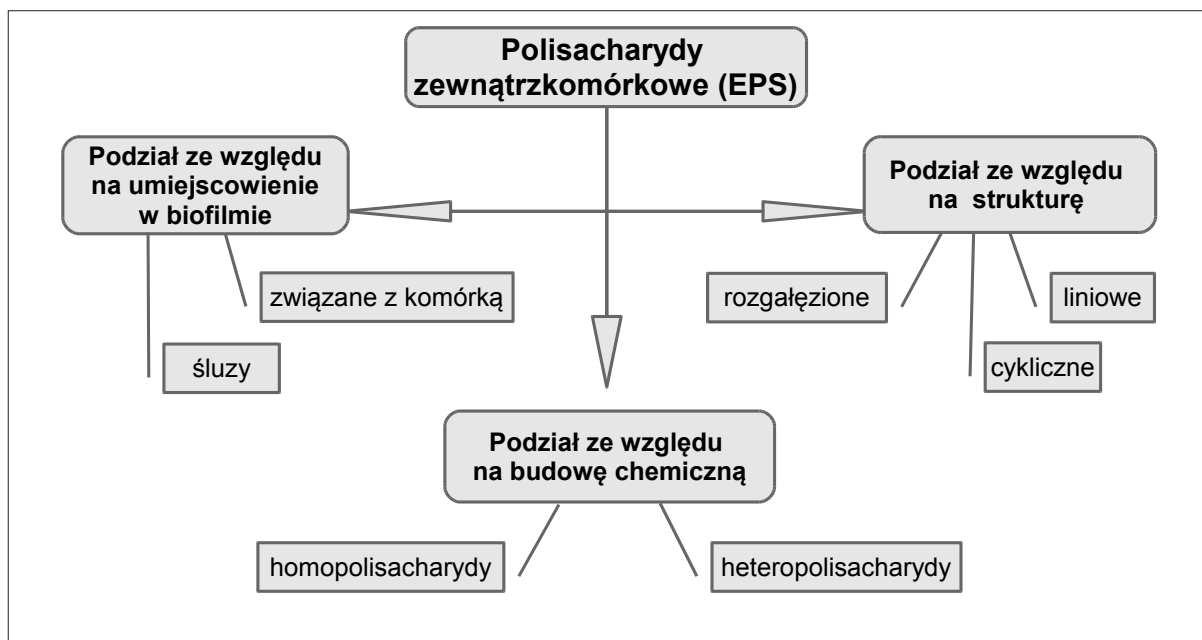 Polisacharydy
zewnątrzkomórkowe (EPS)
Podział ze względu
na umiejscowienie
w biofilmie
Podział ze względu
na strukturę
związane z komórką
śluzy
rozgałęzione
liniowe
cykliczne
Podział ze względu
na budowę chemiczną
homopolisacharydy
heteropolisacharydy